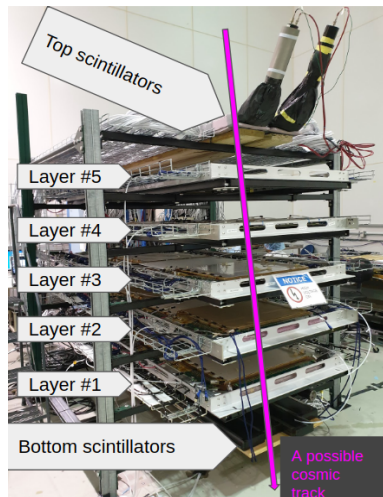 Top scintillators
Layer #5
Layer #4
Layer #3
NOTICE
Layer #2
Layer #1
Bottom scintillators
A possible
cosmic
track